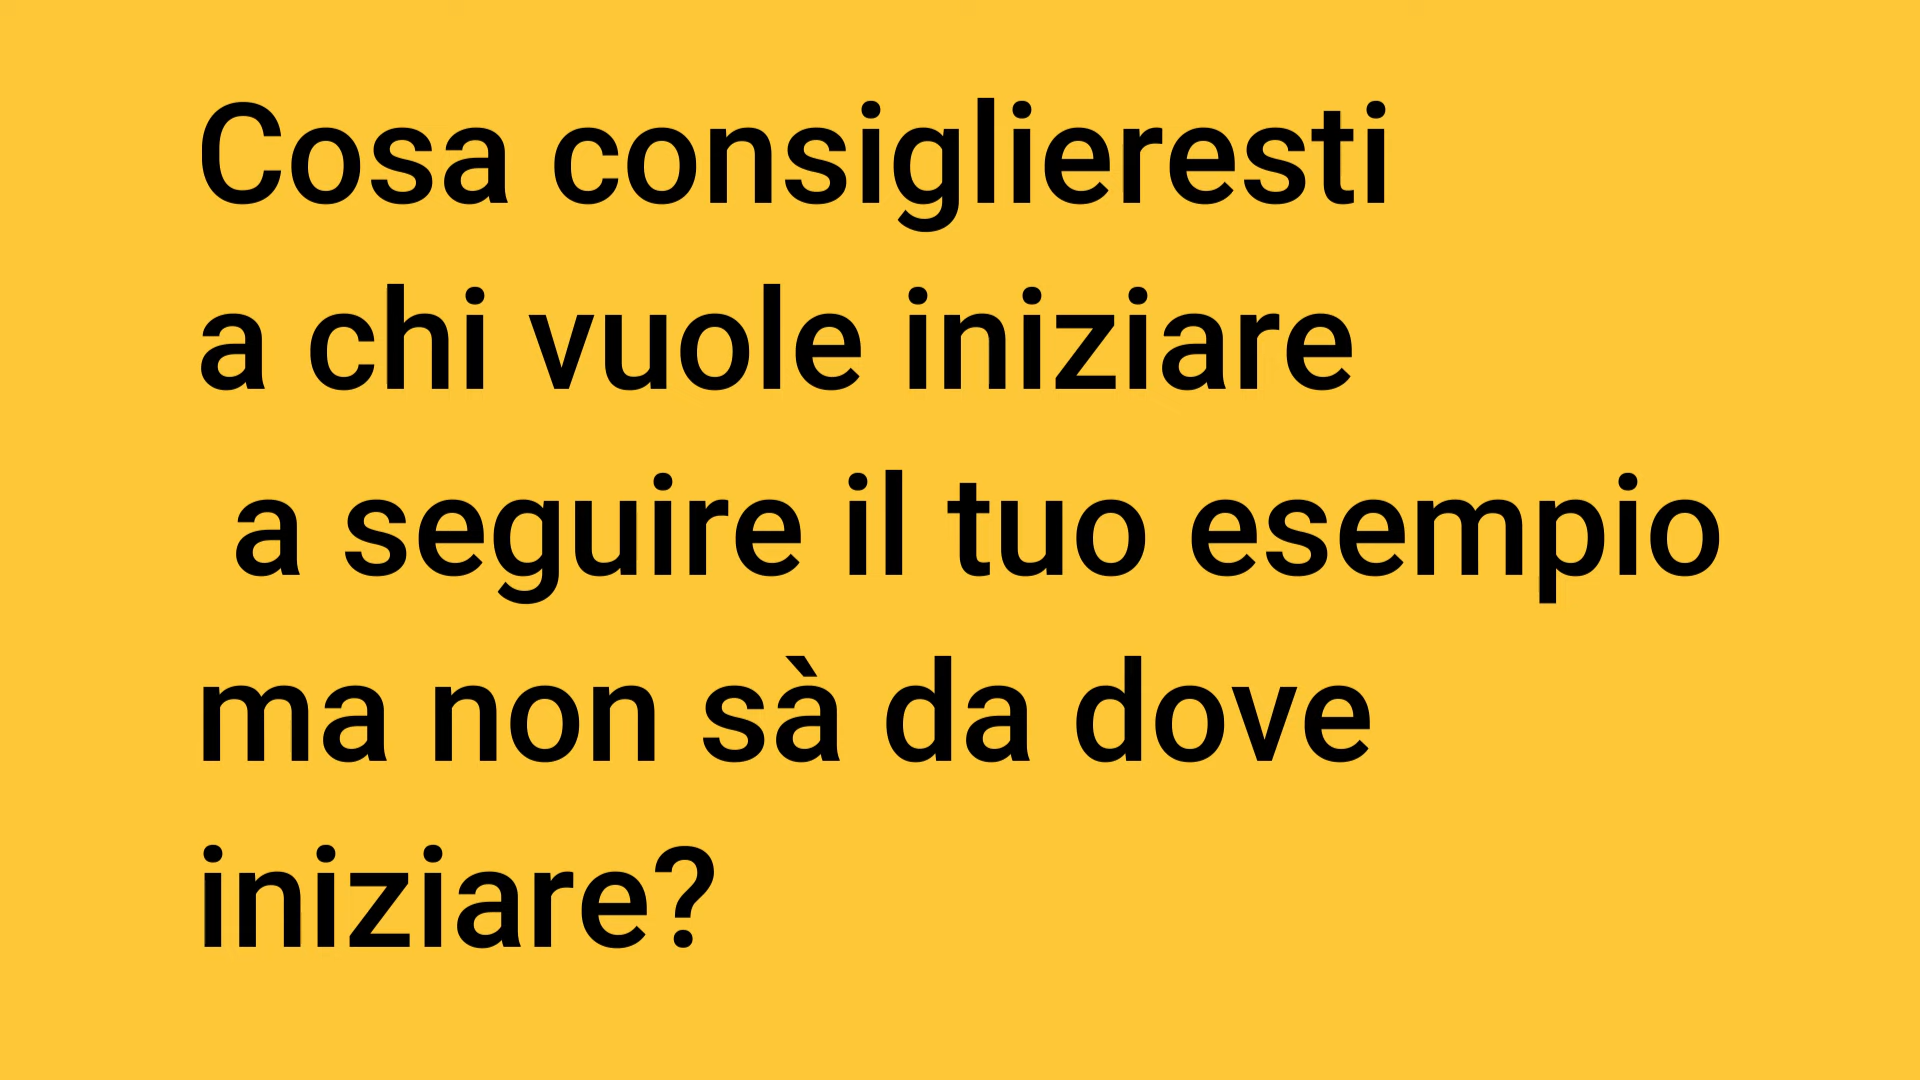 Cosa consiglieresti
a chi vuole iniziare
a seguire il tuo esempio
ma non sà da dove
iniziare?